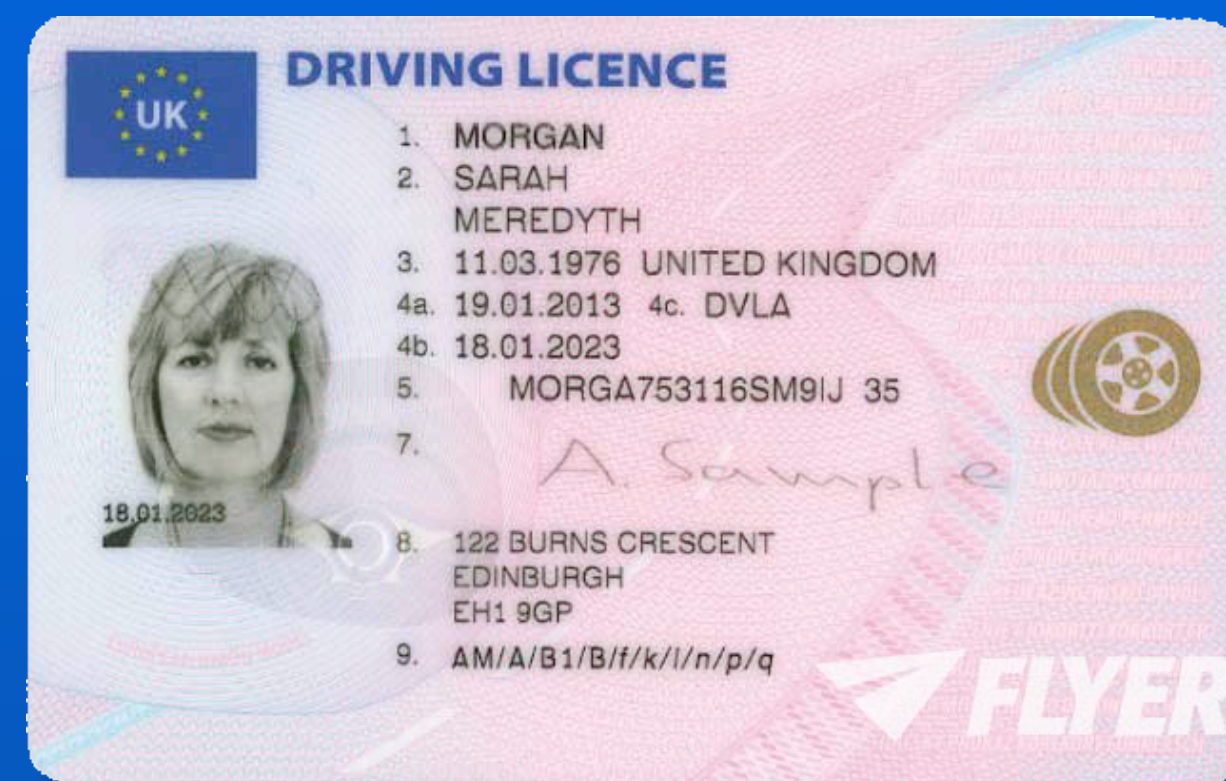 UK
DRIVING LICENCE
1. MORGAN
2. SARAH
MEREDYTH
3. 11.03.1976 UNITED KINGDOM
4a. 19.01.2013 4c. DVLA
4b. 18.01.2023
5. MORGA753116SM9IJ 35
7. A. Sample
18.01.2023
8. 122 BURNS CRESCENT
EDINBURGH
EH1 9GP
9. AM/A/B1/B/f/k/l/n/p/q
FLYER